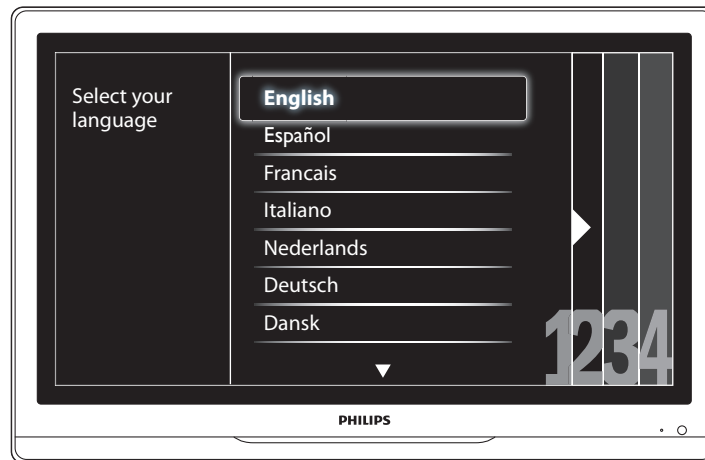 Select your
language
English
Español
Francais
Italiano
Nederlands
Deutsch
Dansk
1234
PHILIPS